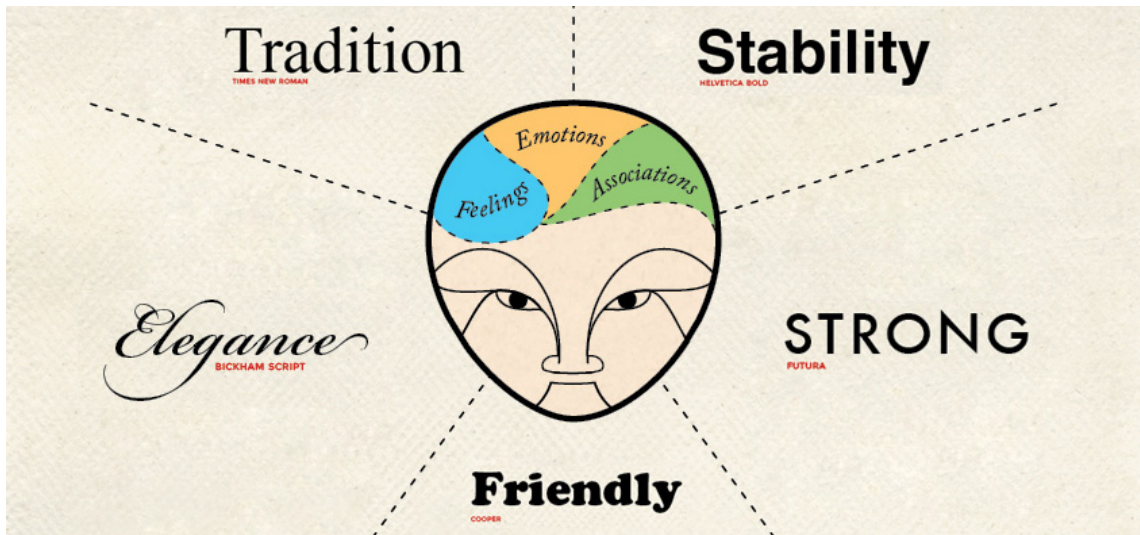 Tradition
TIMES NEW ROMAN
Stability
HELVETICA BOLD
Emotions
Feelings
Associations
Elegance
BICKHAM SCRIPT
STRONG
FUTURA
Friendly
COOPER